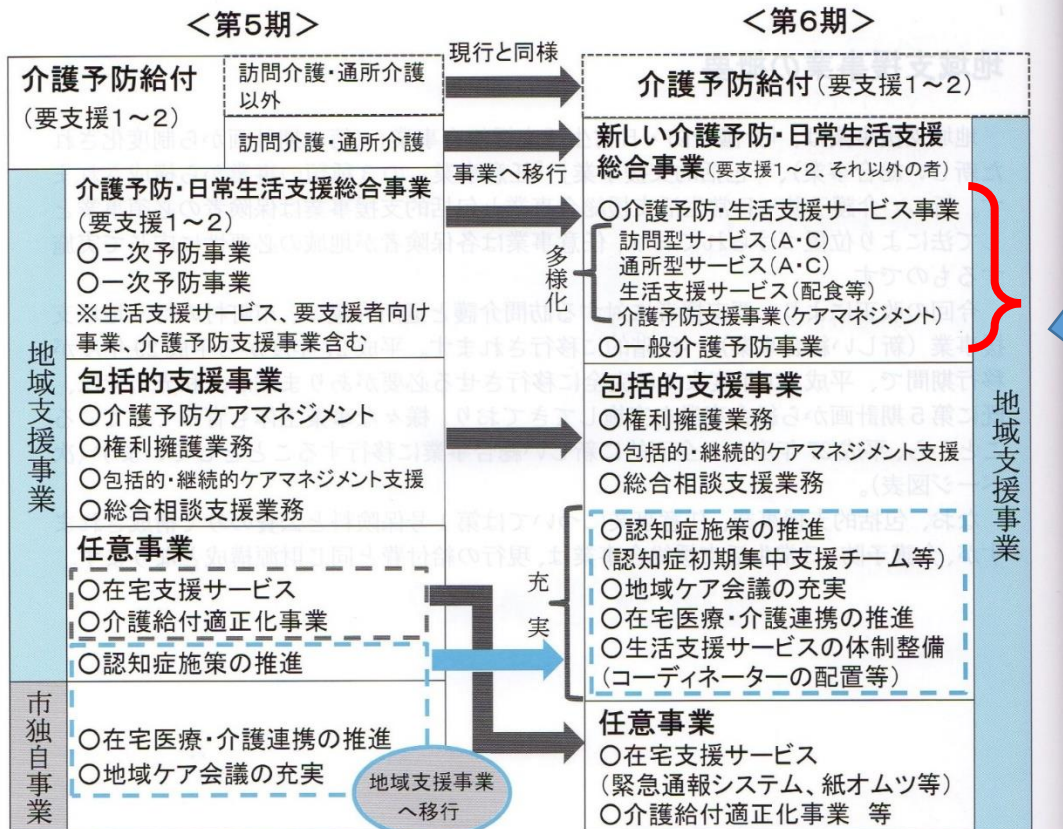 <第5期>
<第6期>
介護予防給付
(要支援1~2)
訪問介護・通所介護
以外
訪問介護・通所介護
現行と同様
事業へ移行
多様化
介護予防給付(要支援1~2)
新しい介護予防・日常生活支援
総合事業(要支援1~2、それ以外の者)
地域支援事業
介護予防・日常生活支援総合事業
(要支援1~2)
○二次予防事業
○一次予防事業
※生活支援サービス、要支援者向け
事業、介護予防支援事業含む
包括的支援事業
○介護予防ケアマネジメント
○権利擁護業務
○包括的・継続的ケアマネジメント支援
○総合相談支援業務
任意事業
○在宅支援サービス
○介護給付適正化事業
○認知症施策の推進
市独自事業
○在宅医療・介護連携の推進
○地域ケア会議の充実
地域支援事業
へ移行
充実
○介護予防・生活支援サービス事業
訪問型サービス(A・C)
通所型サービス(A・C)
生活支援サービス(配食等)
介護予防支援事業(ケアマネジメント)
○一般介護予防事業
包括的支援事業
○権利擁護業務
○包括的・継続的ケアマネジメント支援
○総合相談支援業務
○認知症施策の推進
(認知症初期集中支援チーム等)
○地域ケア会議の充実
○在宅医療・介護連携の推進
○生活支援サービスの体制整備
(コーディネーターの配置等)
任意事業
○在宅支援サービス
(緊急通報システム、紙オムツ等)
○介護給付適正化事業 等
地域支援事業